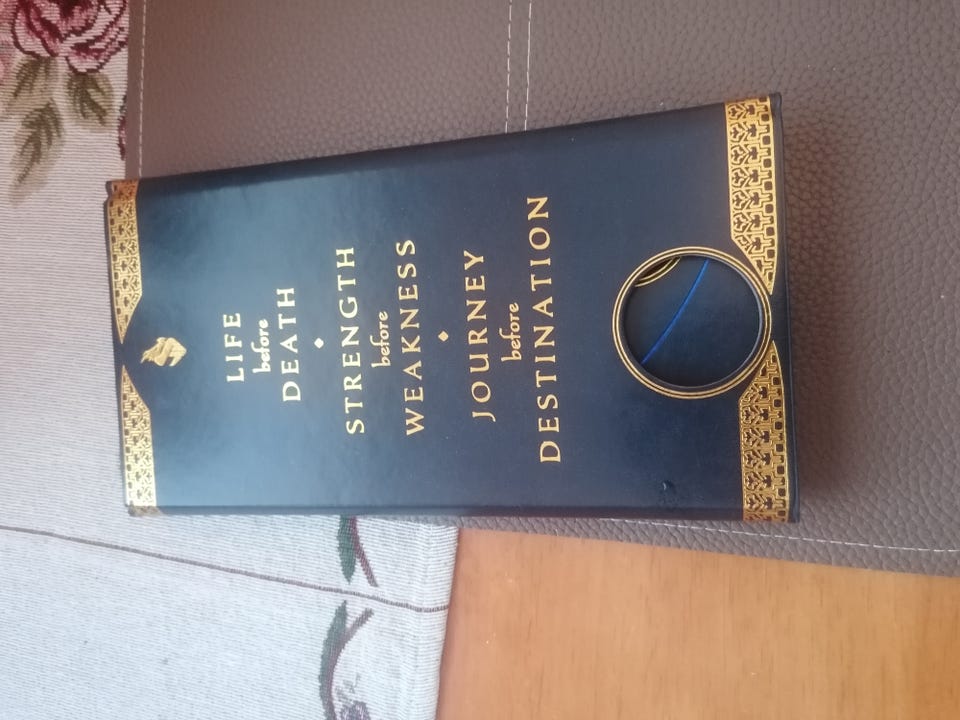 LIFE
before
DEATH
STRENGTH
before
WEAKNESS
JOURNEY
before
DESTINATION